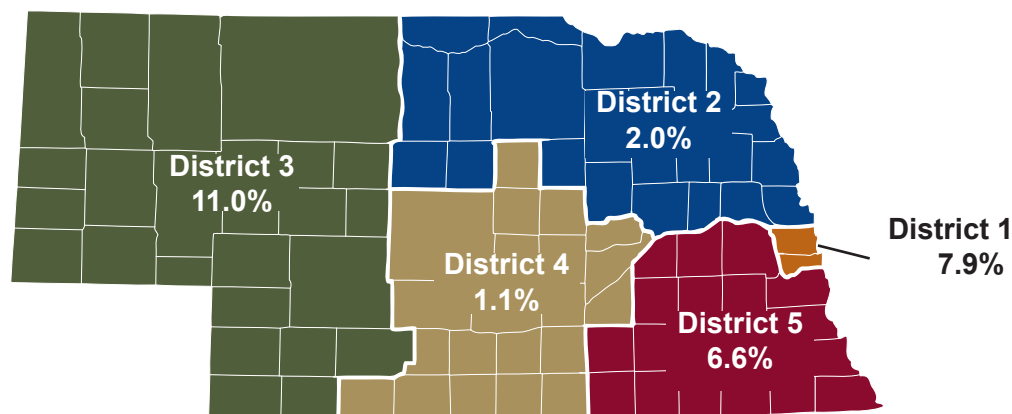 District 2
2.0%
District 3
11.0%
District 1
7.9%
District 4
1.1%
District 5
6.6%